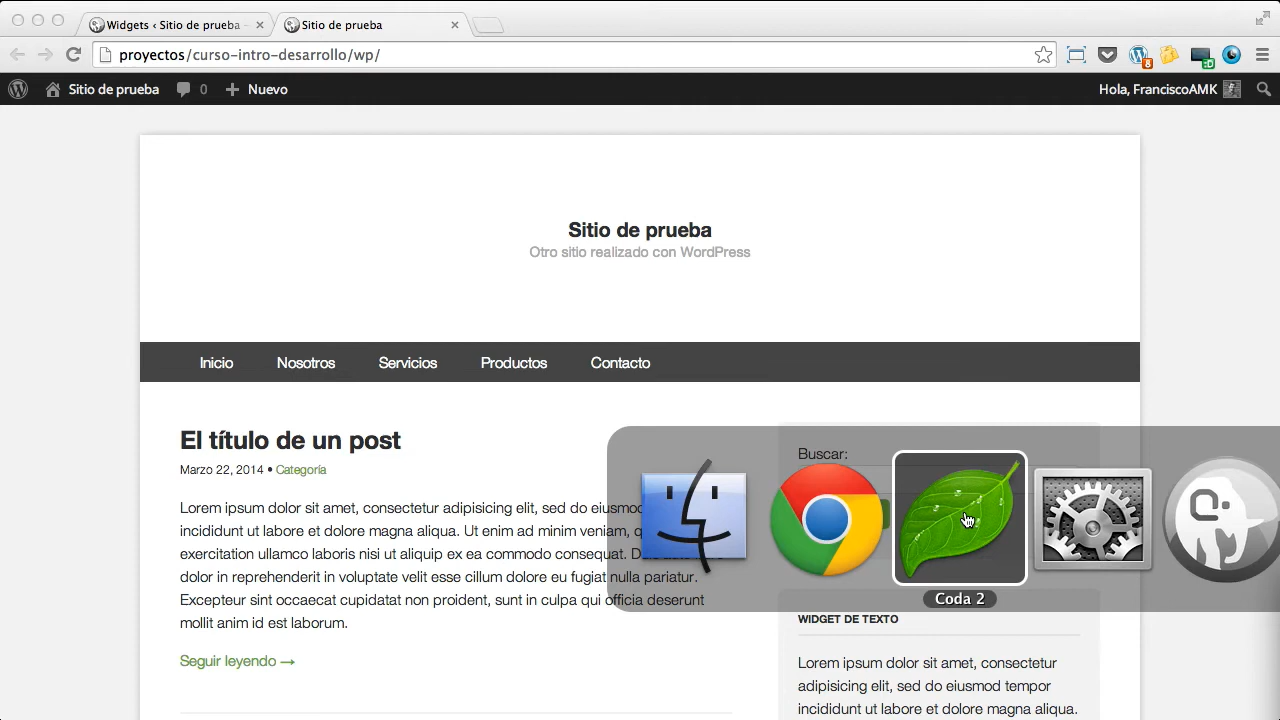 Widgets ‹ Sitio de prueba
Sitio de prueba
proyectos/curso-intro-desarrollo/wp/
8
:D
Sitio de prueba
0
Nuevo
Hola, FranciscoAMK
Sitio de prueba
Otro sitio realizado con WordPress
Inicio
Nosotros
Servicios
Productos
Contacto
El título de un post
Marzo 22, 2014 • Categoría
Lorem ipsum dolor sit amet, consectetur adipisicing elit, sed do eiusmod
incididunt ut labore et dolore magna aliqua. Ut enim ad minim veniam,
exercitation ullamco laboris nisi ut aliquip ex ea commodo consequat.
dolor in reprehenderit in voluptate velit esse cillum dolore eu fugiat nulla pariatur.
Excepteur sint occaecat cupidatat non proident, sunt in culpa qui officia deserunt
mollit anim id est laborum.
Seguir leyendo →
Buscar:
Coda 2
WIDGET DE TEXTO
Lorem ipsum dolor sit amet, consectetur
adipisicing elit, sed do eiusmod tempor
incididunt ut labore et dolore magna aliqua.